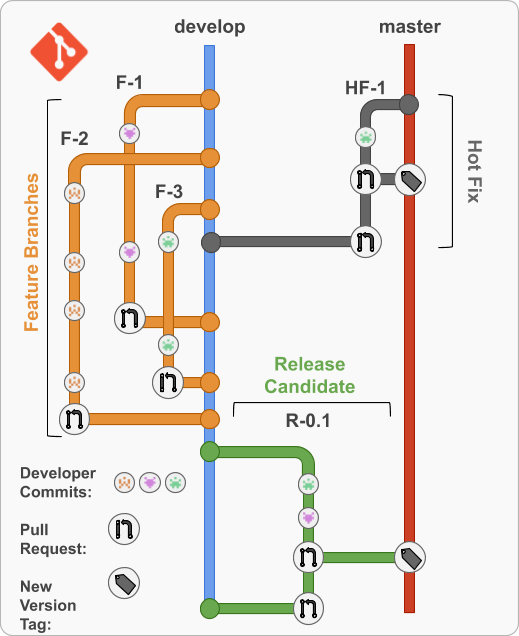 develop
master
F-1
HF-1
F-2
F-3
Feature Branches
Hot Fix
Release
Candidate
R-0.1
Developer
Commits:
Pull
Request:
New
Version
Tag: